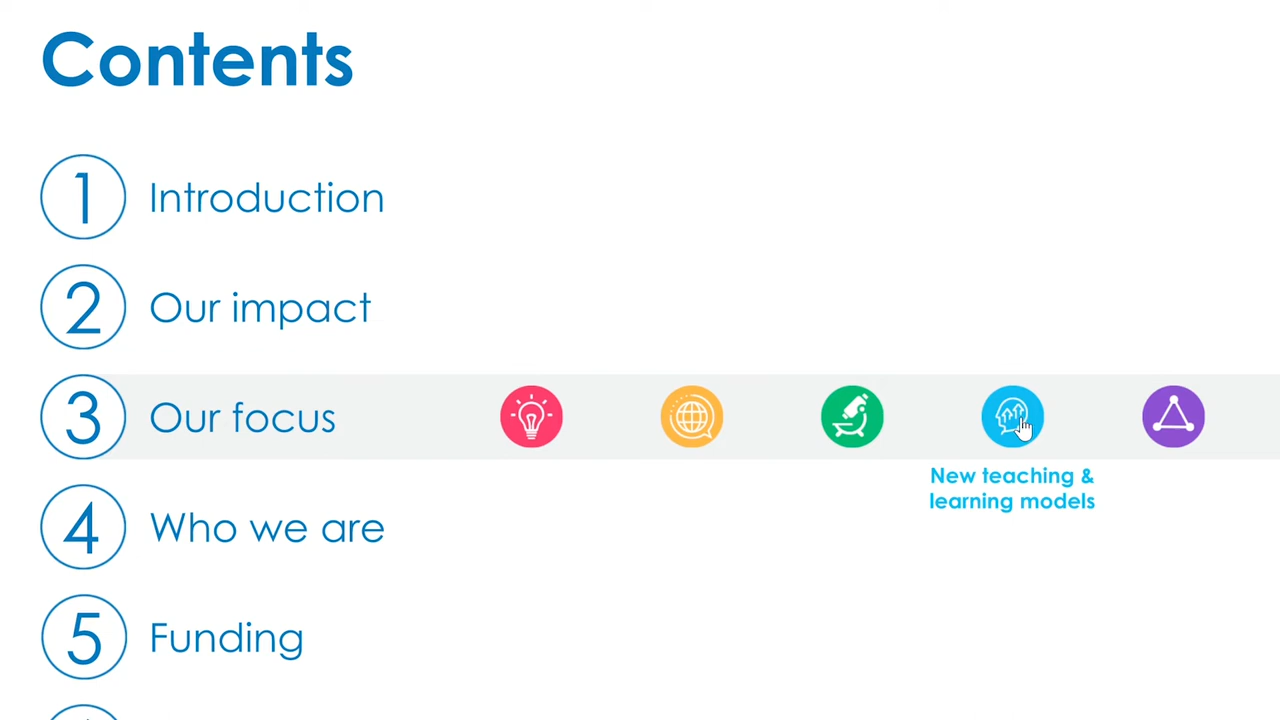 Contents
1 Introduction
2 Our impact
3 Our focus
New teaching &
learning models
4 Who we are
5 Funding